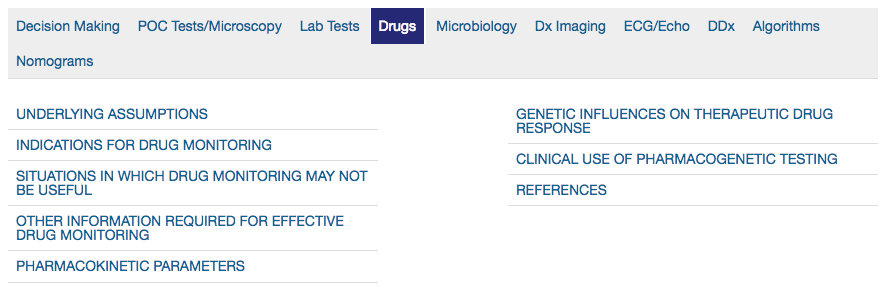 Decision Making POC Tests/Microscopy Lab Tests Drugs Microbiology Dx Imaging ECG/Echo DDx Algorithms
Nomograms
UNDERLYING ASSUMPTIONS
INDICATIONS FOR DRUG MONITORING
SITUATIONS IN WHICH DRUG MONITORING MAY NOT
BE USEFUL
OTHER INFORMATION REQUIRED FOR EFFECTIVE
DRUG MONITORING
PHARMACOKINETIC PARAMETERS
GENETIC INFLUENCES ON THERAPEUTIC DRUG
RESPONSE
CLINICAL USE OF PHARMACOGENETIC TESTING
REFERENCES